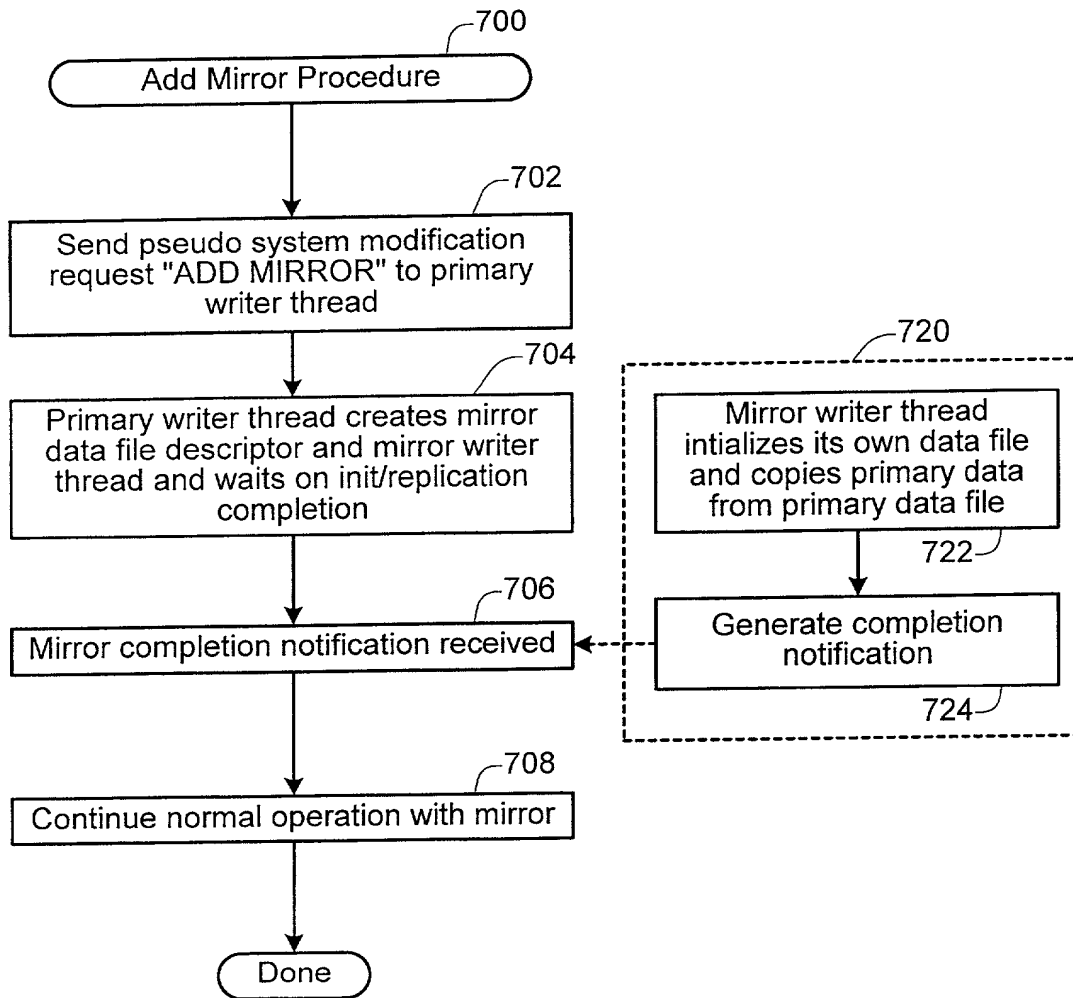 700
Add Mirror Procedure
702
Send pseudo system modification
request "ADD MIRROR" to primary
writer thread
704
Primary writer thread creates mirror
data file descriptor and mirror writer
thread and waits on init/replication
completion
720
Mirror writer thread
intializes its own data file
and copies primary data
from primary data file
722
706
Mirror completion notification received
Generate completion
notification
724
708
Continue normal operation with mirror
Done